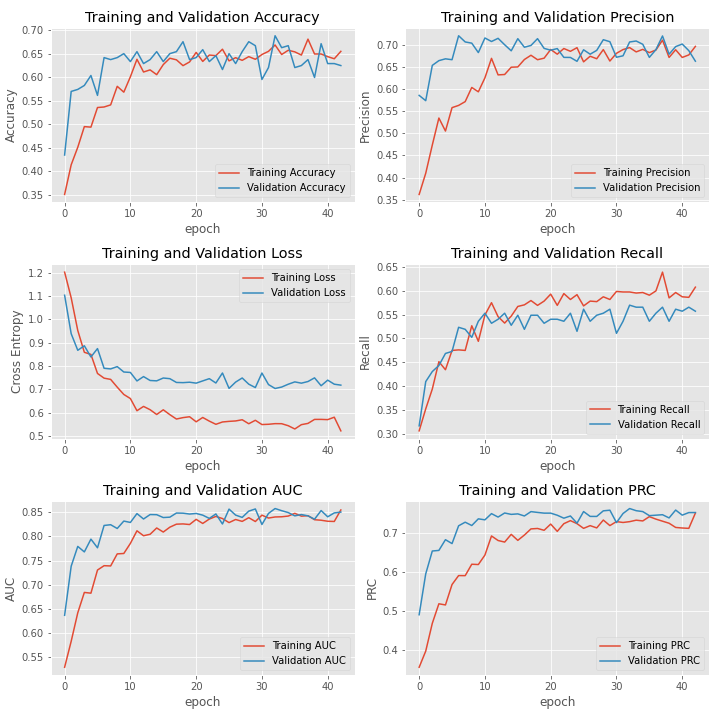 Training and Validation Accuracy
0.70
0.65
0.60
0.55
0.50
0.45
0.40
0.35
Accuracy
Training Accuracy
Validation Accuracy
0
10
20
30
40
epoch
Training and Validation Precision
0.70
0.65
0.60
0.55
0.50
0.45
0.40
0.35
Precision
Training Precision
Validation Precision
0
10
20
30
40
epoch
Training and Validation Loss
1.2
1.1
1.0
0.9
0.8
0.7
0.6
0.5
Cross Entropy
Training Loss
Validation Loss
0
10
20
30
40
epoch
Training and Validation Recall
0.65
0.60
0.55
0.50
0.45
0.40
0.35
0.30
Recall
Training Recall
Validation Recall
0
10
20
30
40
epoch
Training and Validation AUC
0.85
0.80
0.75
0.70
0.65
0.60
0.55
AUC
Training AUC
Validation AUC
0
10
20
30
40
epoch
Training and Validation PRC
0.7
0.6
0.5
0.4
PRC
Training PRC
Validation PRC
0
10
20
30
40
epoch